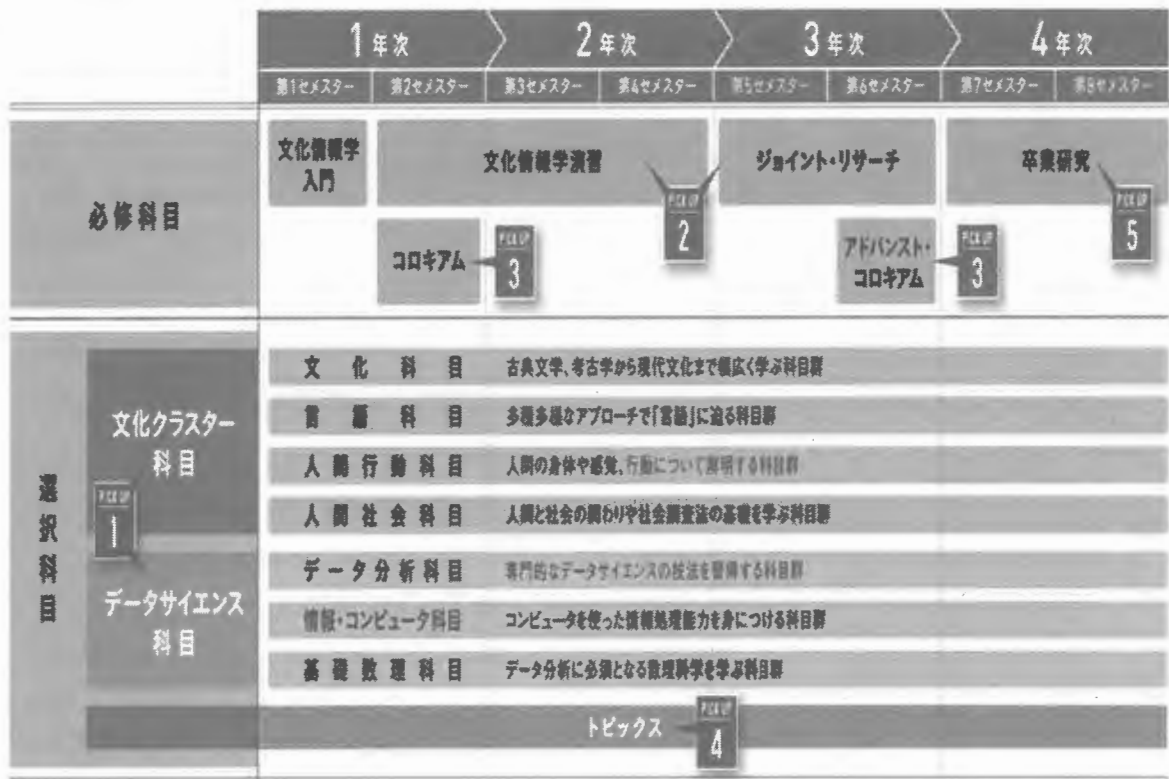 1年次 2年次 3年次 4年次
第1セメスター 第2セメスター 第3セメスター 第4セメスター 第5セメスター 第6セメスター 第7セメスター 第8セメスター
必修科目
文化情報学
入門
文化情報学演習
ジョイント・リサーチ
卒業研究
PICK UP
2
PICK UP
5
コロキアム
PICK UP
3
アドバンスト・
コロキアム
PICK UP
3
選択科目
文化クラスター
科目
PICK UP
1
データサイエンス
科目
文化科目 古典文学、考古学から現代文化まで幅広く学ぶ科目群
言語科目 多種多様なアプローチで「言語」に迫る科目群
人間行動科目 人間の身体や感覚、行動について解明する科目群
人間社会科目 人間と社会の関わりや社会調査法の基礎を学ぶ科目群
データ分析科目 専門的なデータサイエンスの技法を習得する科目群
情報・コンピュータ科目 コンピュータを使った情報処理能力を身につける科目群
基礎数理科目 データ分析に必須となる数理科学を学ぶ科目群
トピックス
PICK UP
4